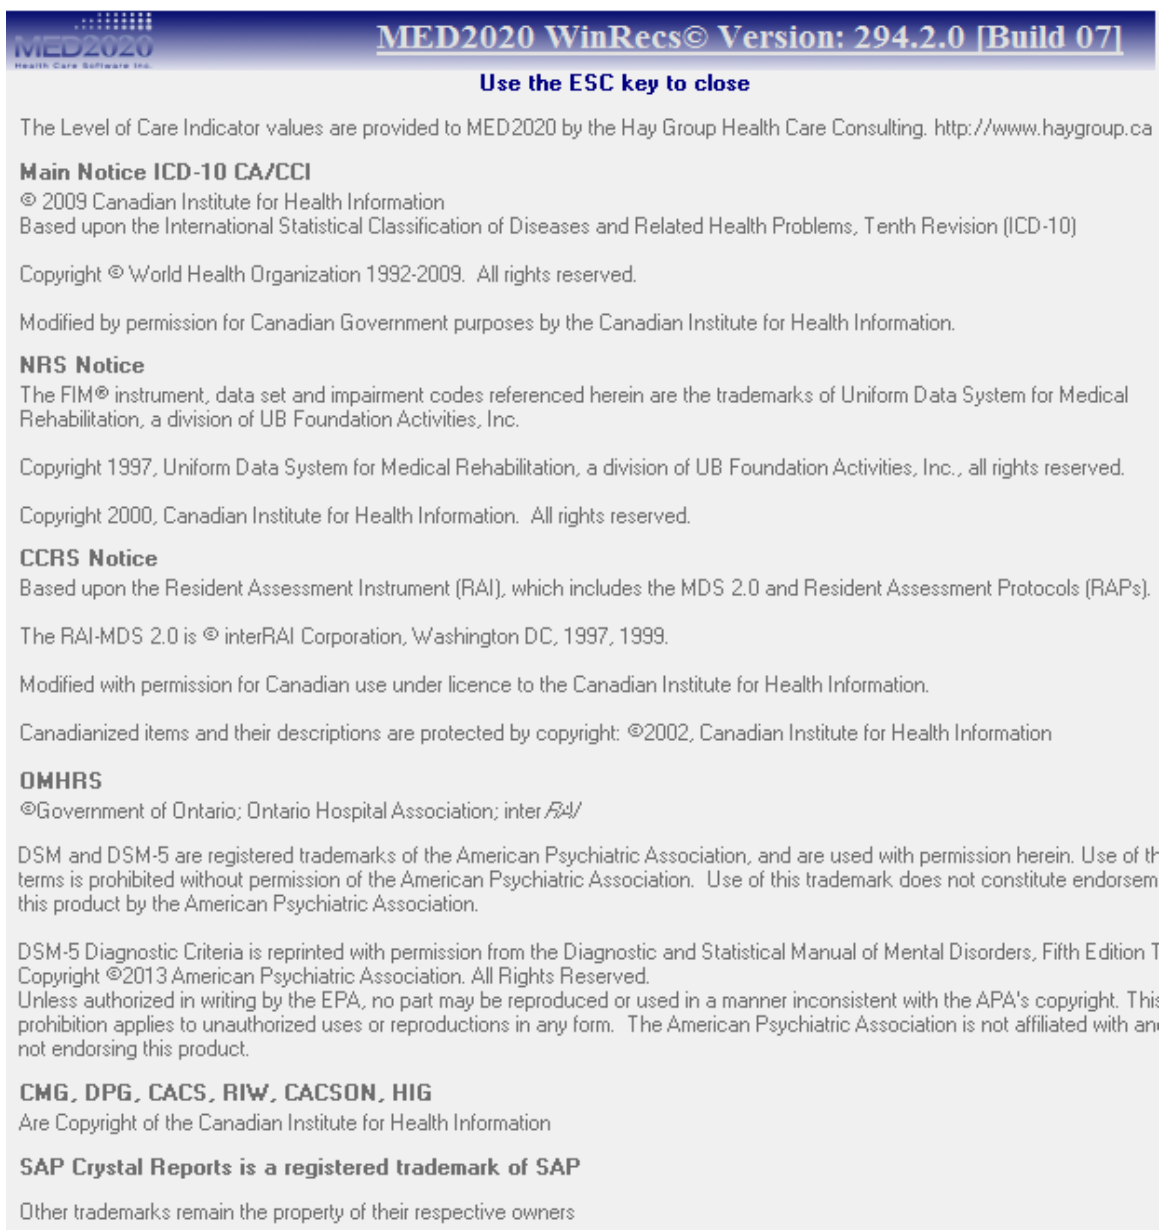 MED2020
Health Care Software Inc.
MED2020 WinRecs© Version: 294.2.0 [Build 07]
Use the ESC key to close
The Level of Care Indicator values are provided to MED2020 by the Hay Group Health Care Consulting. http://www.haygroup.ca
Main Notice ICD-10 CA/CCI
© 2009 Canadian Institute for Health Information
Based upon the International Statistical Classification of Diseases and Related Health Problems, Tenth Revision (ICD-10)
Copyright © World Health Organization 1992-2009.  All rights reserved.
Modified by permission for Canadian Government purposes by the Canadian Institute for Health Information.
NRS Notice
The FIM® instrument, data set and impairment codes referenced herein are the trademarks of Uniform Data System for Medical
Rehabilitation, a division of UB Foundation Activities, Inc.
Copyright 1997, Uniform Data System for Medical Rehabilitation, a division of UB Foundation Activities, Inc., all rights reserved.
Copyright 2000, Canadian Institute for Health Information.  All rights reserved.
CCRS Notice
Based upon the Resident Assessment Instrument (RAI), which includes the MDS 2.0 and Resident Assessment Protocols (RAPs).
The RAI-MDS 2.0 is © interRAI Corporation, Washington DC, 1997, 1999.
Modified with permission for Canadian use under licence to the Canadian Institute for Health Information.
Canadianized items and their descriptions are protected by copyright: ©2002, Canadian Institute for Health Information
OMHRS
©Government of Ontario; Ontario Hospital Association; inter RAI
DSM and DSM-5 are registered trademarks of the American Psychiatric Association, and are used with permission herein. Use of th
terms is prohibited without permission of the American Psychiatric Association.  Use of this trademark does not constitute endorsem
this product by the American Psychiatric Association.
DSM-5 Diagnostic Criteria is reprinted with permission from the Diagnostic and Statistical Manual of Mental Disorders, Fifth Edition T
Copyright ©2013 American Psychiatric Association. All Rights Reserved.
Unless authorized in writing by the EPA, no part may be reproduced or used in a manner inconsistent with the APA's copyright. This
prohibition applies to unauthorized uses or reproductions in any form.  The American Psychiatric Association is not affiliated with and
not endorsing this product.
CMG, DPG, CACS, RIW, CACSON, HIG
Are Copyright of the Canadian Institute for Health Information
SAP Crystal Reports is a registered trademark of SAP
Other trademarks remain the property of their respective owners